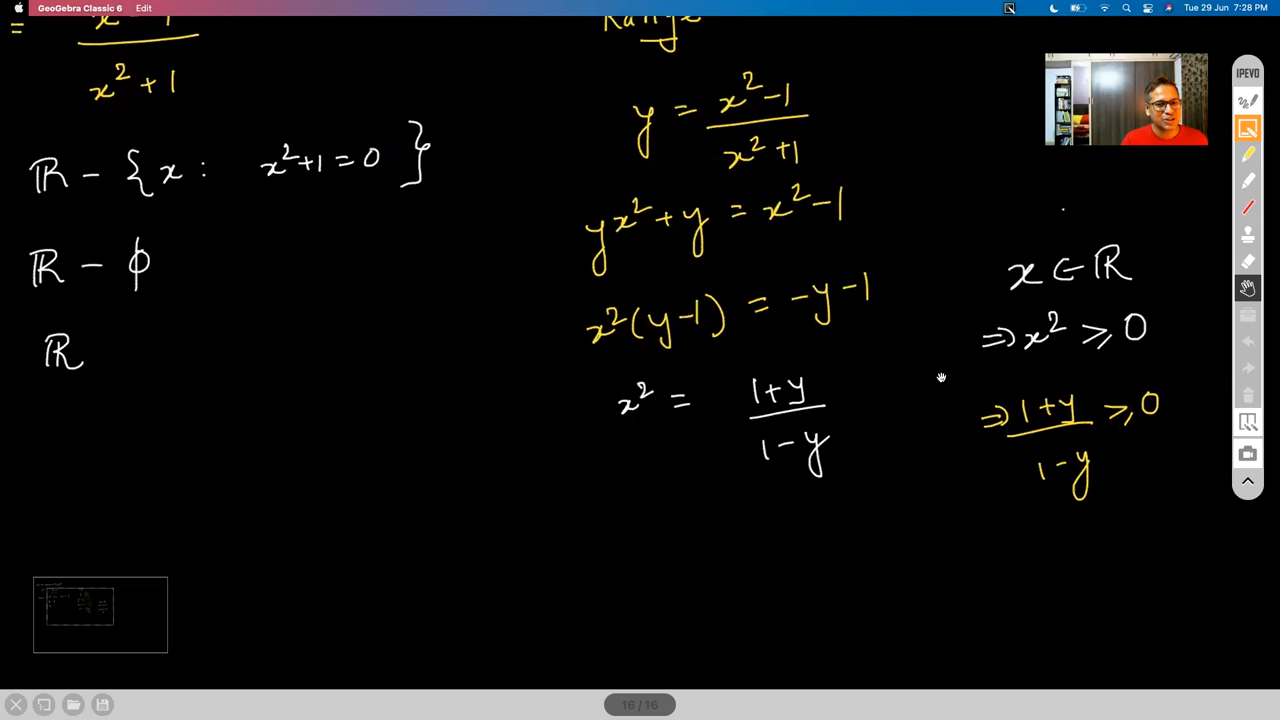 GeoGebra Classic 6 Edit
Tue 29 Jun 7:28 PM
IPEVO
=
x² + 1
ℝ - { x : x²+1 = 0 }
ℝ - ϕ
ℝ
Range
y = x²-1 / x²+1
yx² + y = x² - 1
x²(y-1) = -y-1
x² = 1+y / 1-y
x ∈ ℝ
⇒ x² ≥ 0
⇒ 1+y / 1-y ≥ 0
16 / 16